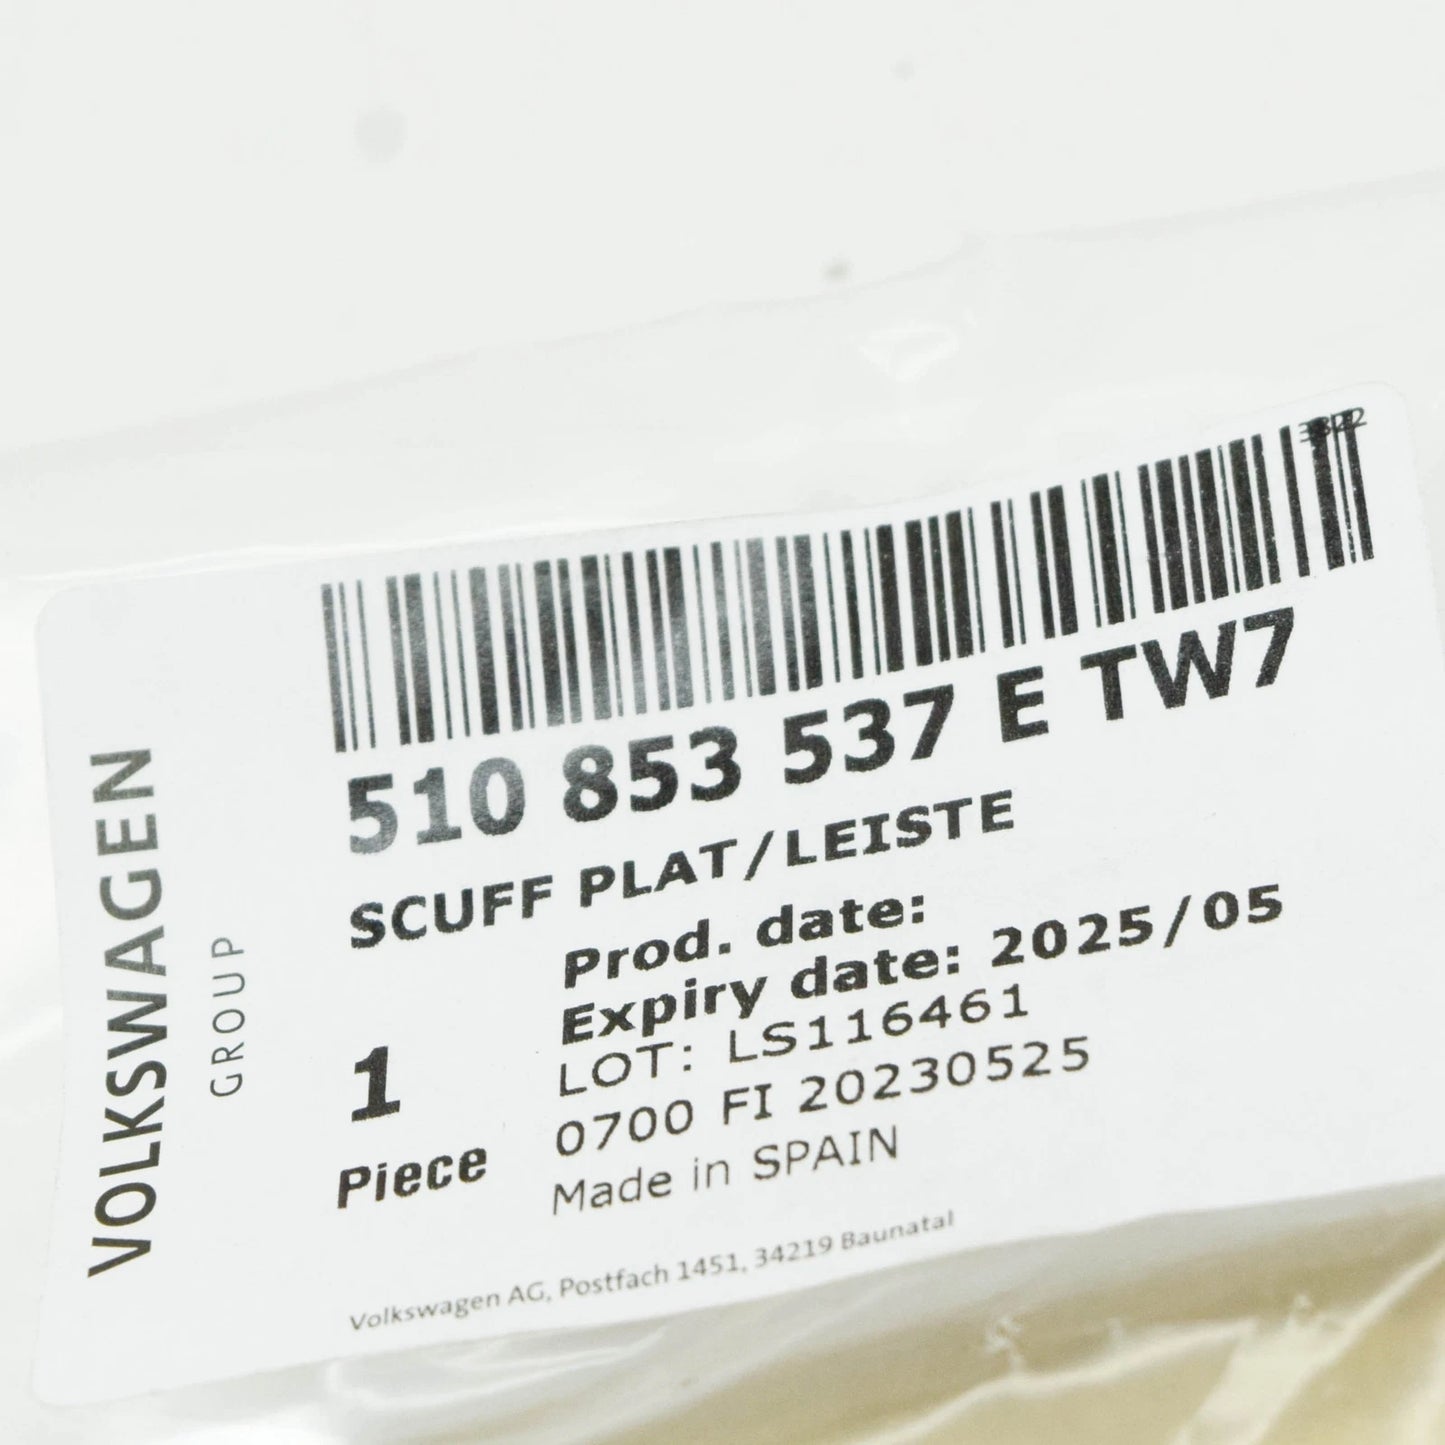 VOLKSWAGEN
GROUP
510 853 537 E TW7
SCUFF PLAT/LEISTE
Prod. date:
Expiry date: 2025/05
LOT: LS116461
0700 FI 20230525
Made in SPAIN
1
Piece
Volkswagen AG, Postfach 1451, 34219 Baunatal